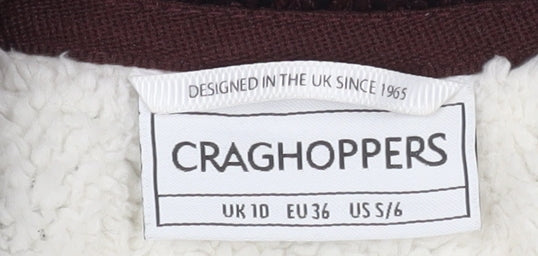 DESIGNED IN THE UK SINCE 1965
CRAGHOPPERS
UK 10 EU 36 US S/6